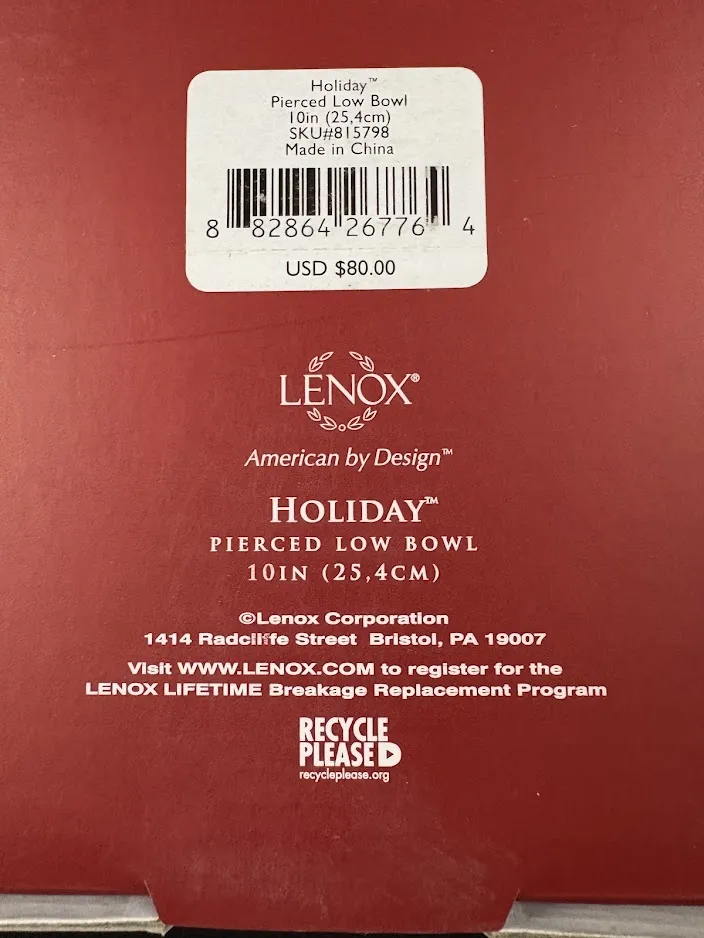 Holiday™
Pierced Low Bowl
10in (25,4cm)
SKU#815798
Made in China
8 82864 26776 4
USD $80.00
LENOX®
American by Design™
HOLIDAY™
PIERCED LOW BOWL
10IN (25,4CM)
©Lenox Corporation
1414 Radcliffe Street Bristol, PA 19007
Visit WWW.LENOX.COM to register for the
LENOX LIFETIME Breakage Replacement Program
RECYCLE
PLEASE
recycleplease.org